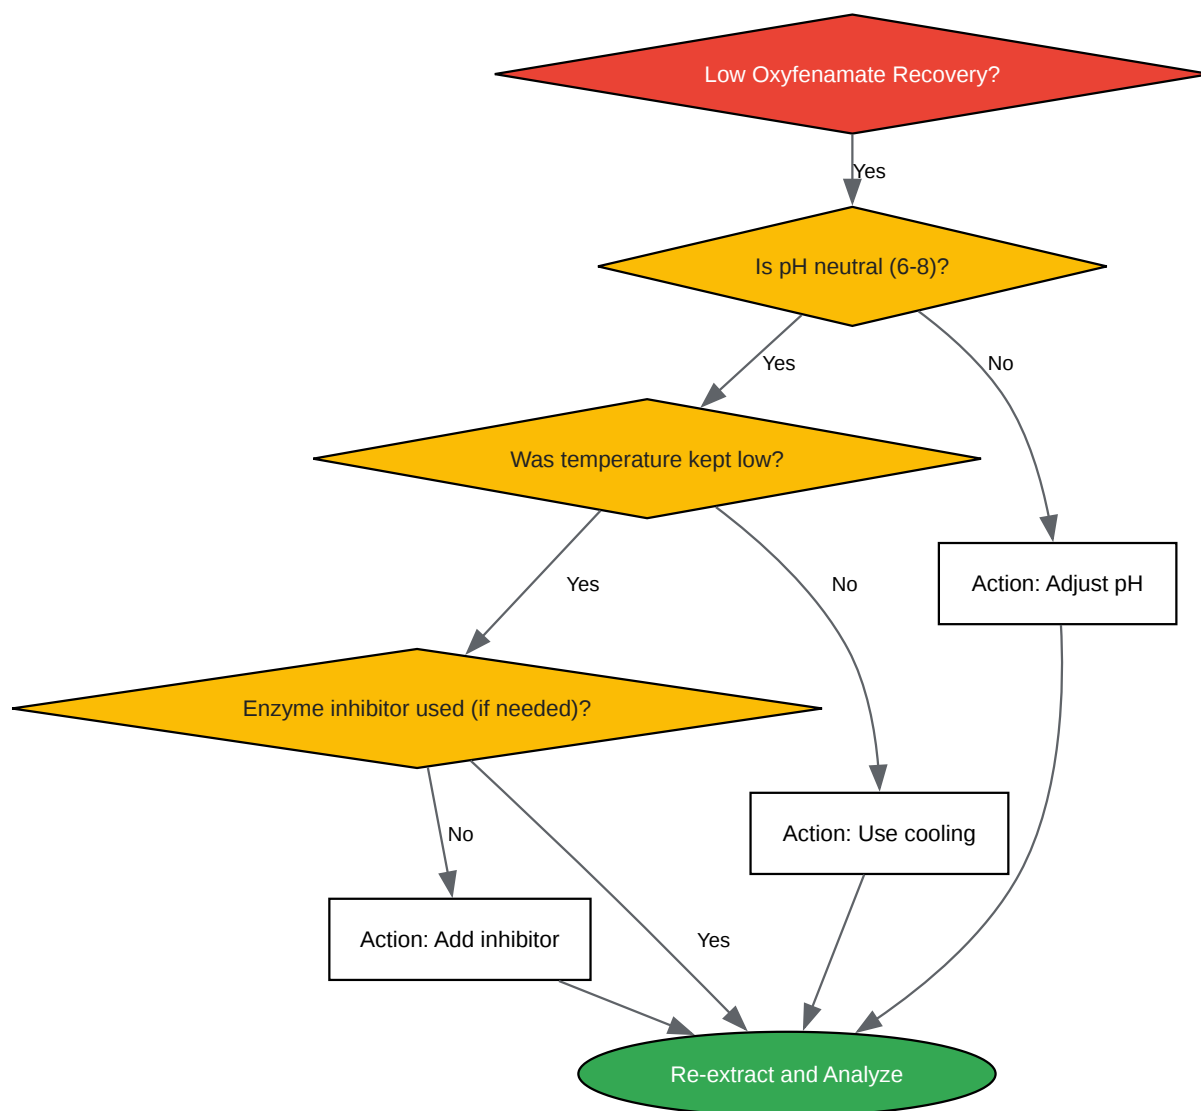 Low Oxyfenamate Recovery?
Yes
Is pH neutral (6-8)?
Yes
No
Was temperature kept low?
Yes
No
Action: Adjust pH
Enzyme inhibitor used (if needed)?
No
Action: Use cooling
Action: Add inhibitor
Yes
Re-extract and Analyze